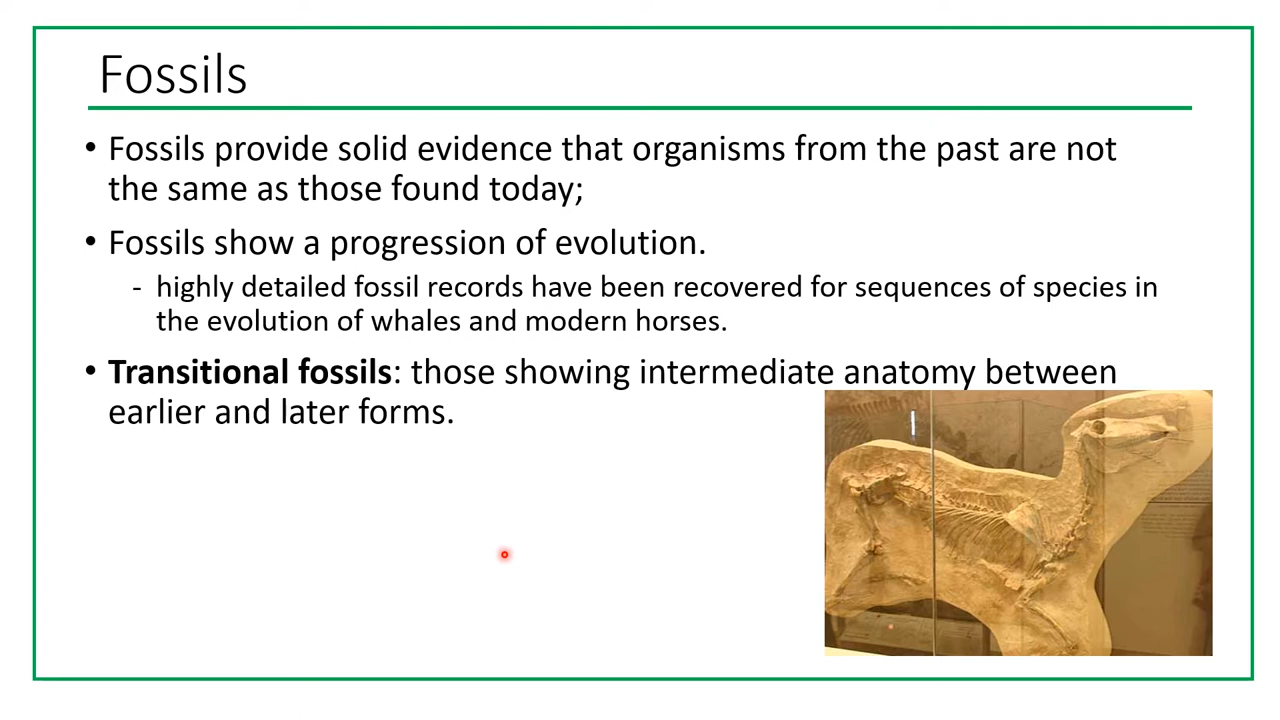 Fossils
• Fossils provide solid evidence that organisms from the past are not
the same as those found today;
• Fossils show a progression of evolution.
- highly detailed fossil records have been recovered for sequences of species in
the evolution of whales and modern horses.
• Transitional fossils: those showing intermediate anatomy between
earlier and later forms.